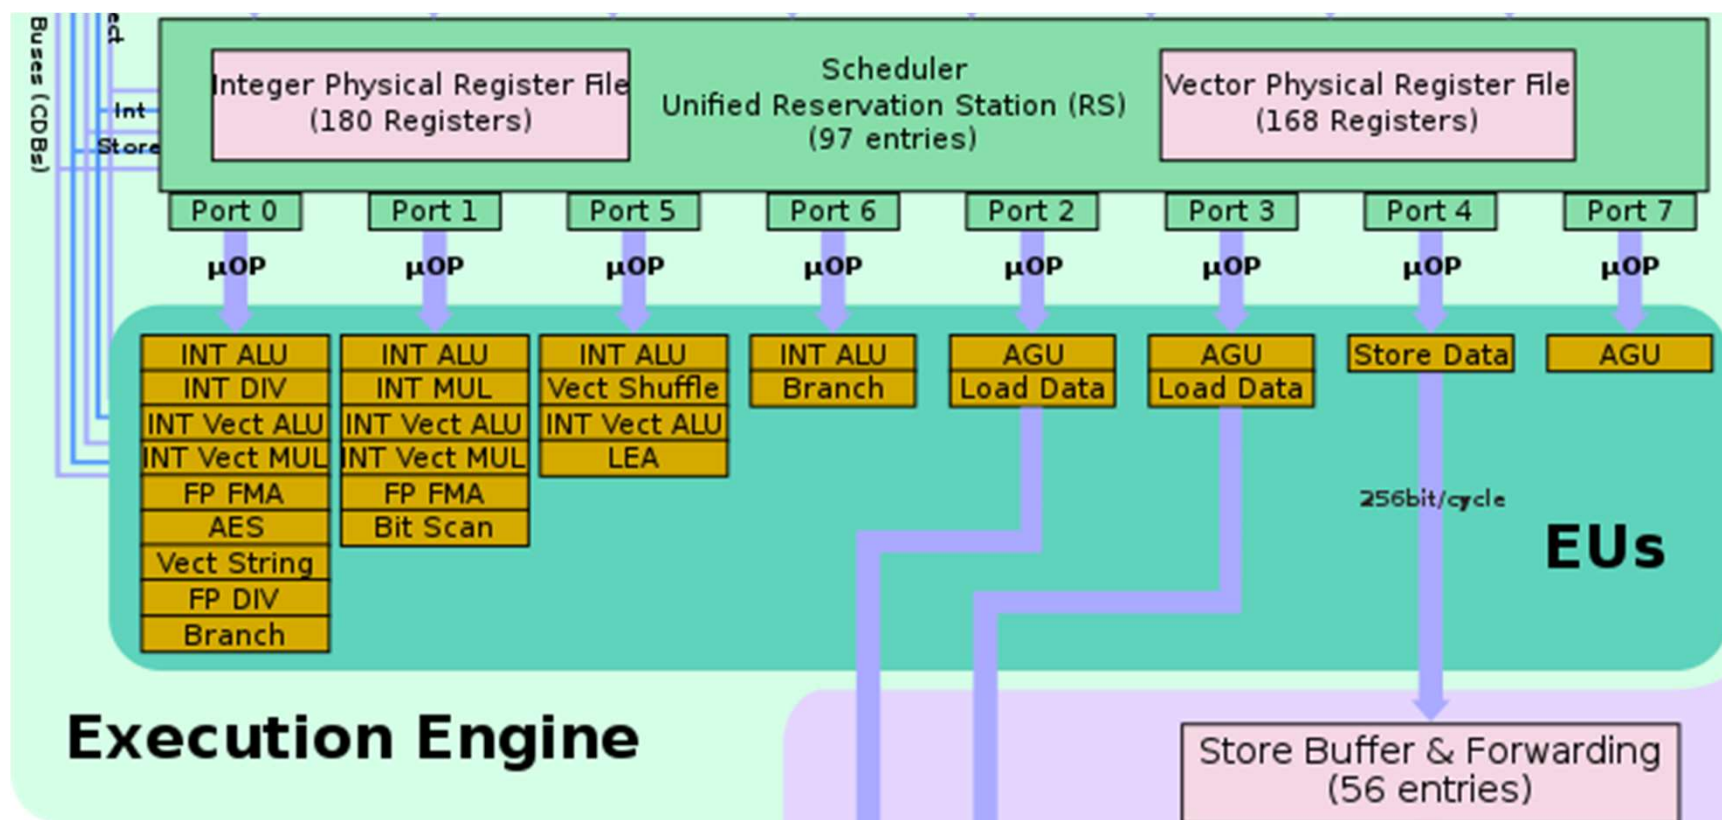 Buses (CDBs)
ect
Int
Store
Integer Physical Register File
(180 Registers)
Scheduler
Unified Reservation Station (RS)
(97 entries)
Vector Physical Register File
(168 Registers)
Port 0
Port 1
Port 5
Port 6
Port 2
Port 3
Port 4
Port 7
µOP
µOP
µOP
µOP
µOP
µOP
µOP
µOP
INT ALU
INT DIV
INT Vect ALU
INT Vect MUL
FP FMA
AES
Vect String
FP DIV
Branch
INT ALU
INT MUL
INT Vect ALU
INT Vect MUL
FP FMA
Bit Scan
INT ALU
Vect Shuffle
INT Vect ALU
LEA
INT ALU
Branch
AGU
Load Data
AGU
Load Data
Store Data
AGU
256bit/cycle
EUs
Execution Engine
Store Buffer & Forwarding
(56 entries)